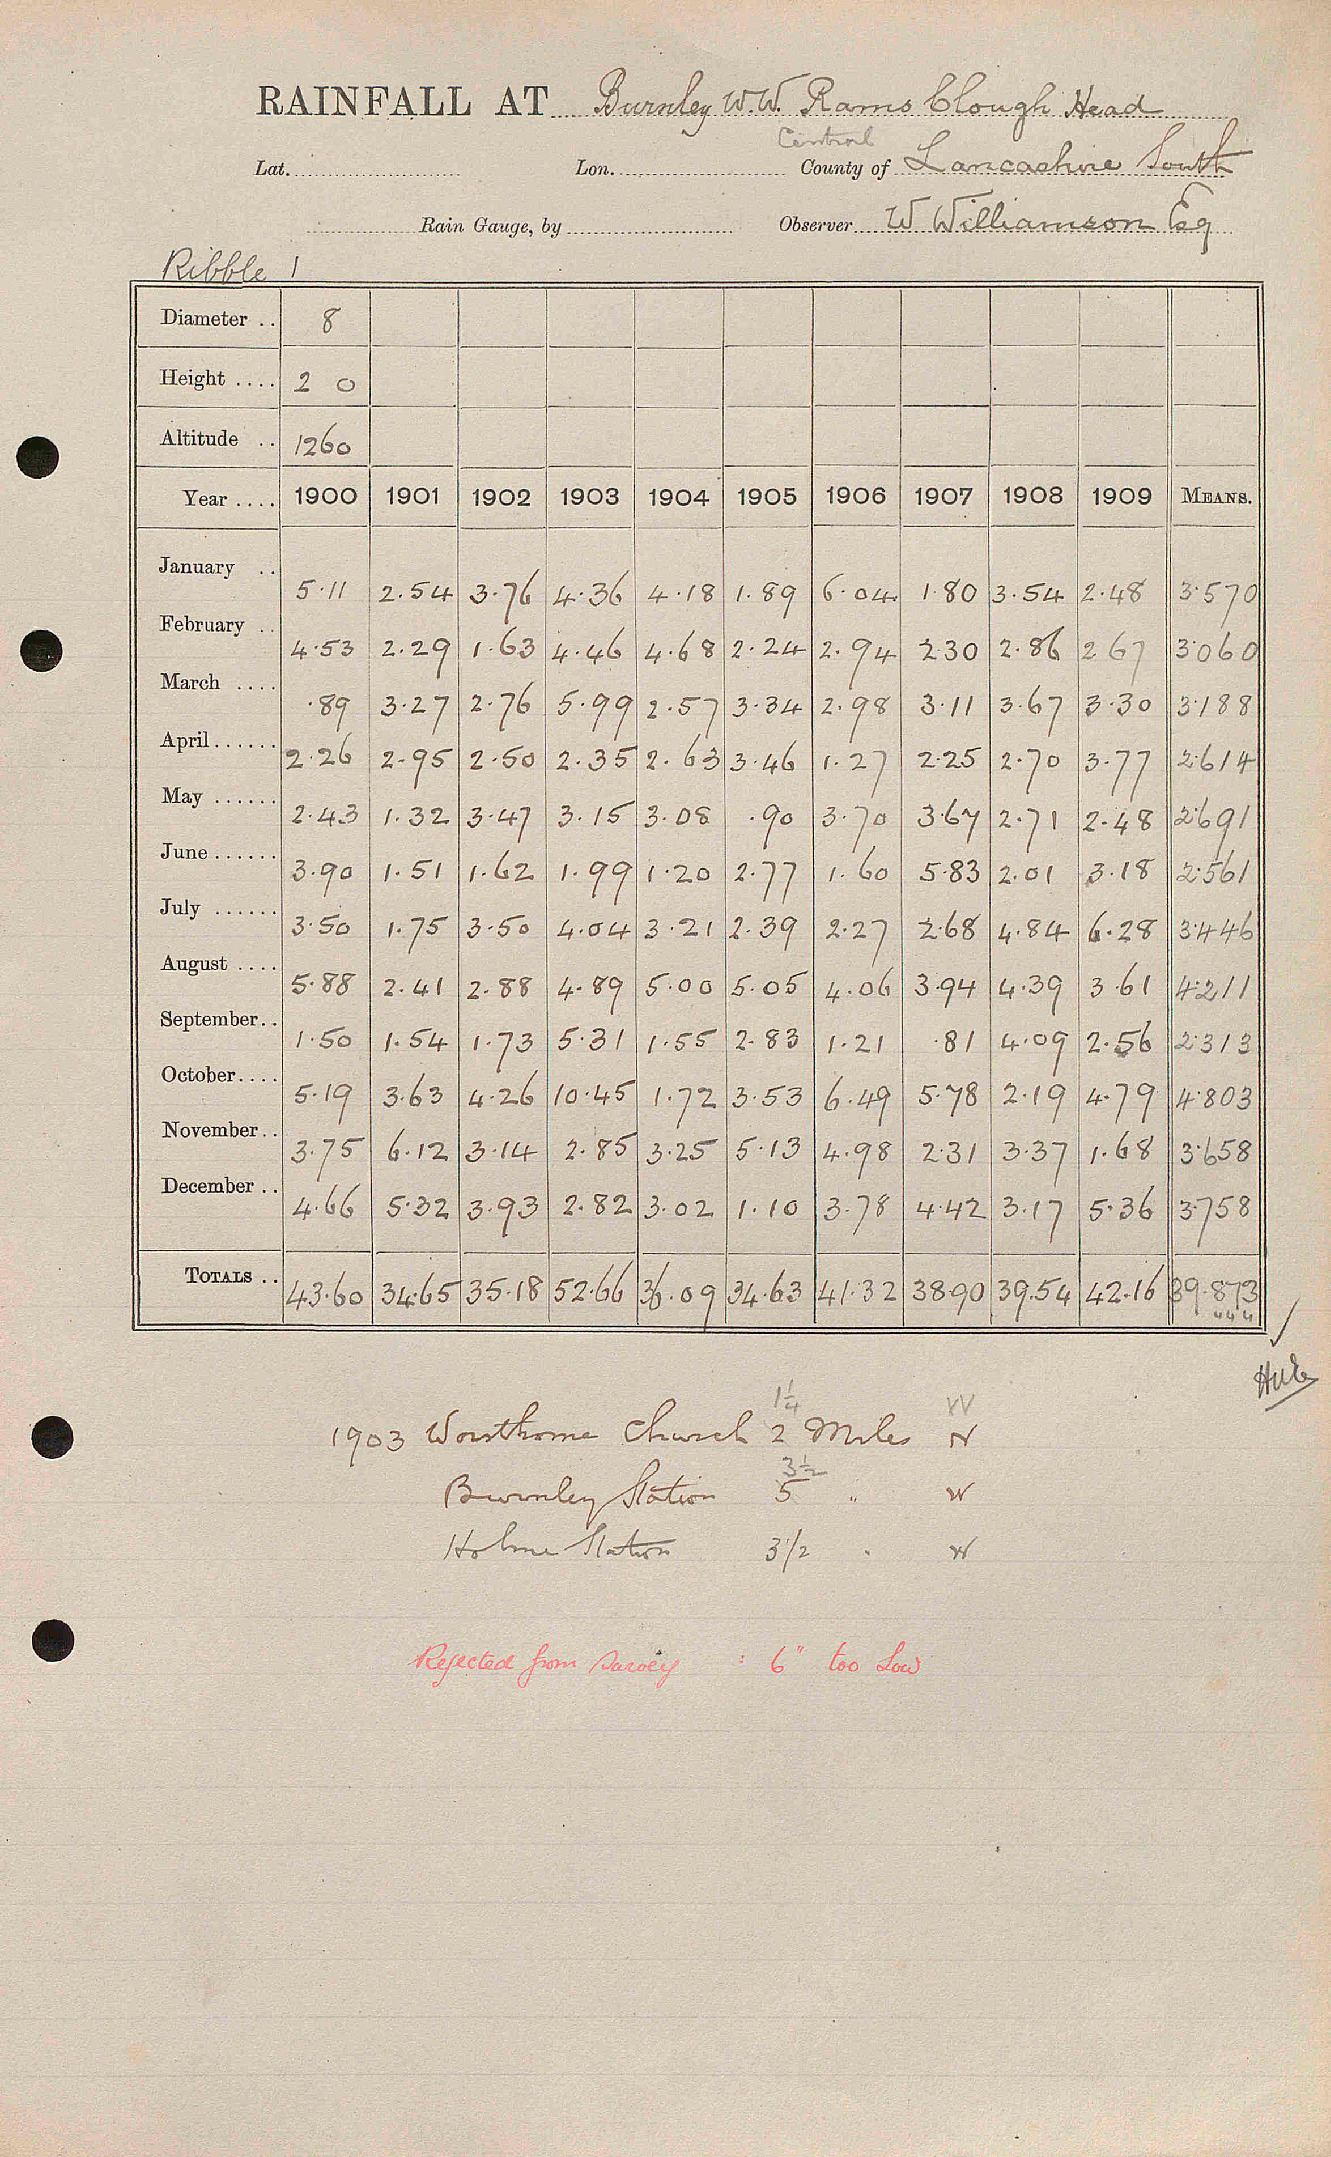 RAINFALL AT Burnley W.W. Rams Clough Head
Central
Lat. Lon. County of Lancashire South
Rain Gauge, by Observer W Williamson Esq
Ribble 1
Diameter .. 8
Height .... 2 0
Altitude .. 1260
Year .... 1900 1901 1902 1903 1904 1905 1906 1907 1908 1909 MEANS.
January .. 5.11 2.54 3.76 4.36 4.18 1.89 6.04 1.80 3.54 2.48 3.570
February .. 4.53 2.29 1.63 4.46 4.68 2.24 2.94 2.30 2.86 2.67 3.060
March .... .89 3.27 2.76 5.99 2.57 3.34 2.98 3.11 3.67 3.30 3.188
April...... 2.26 2.95 2.50 2.35 2.63 3.46 1.27 2.25 2.70 3.77 2.614
May ...... 2.43 1.32 3.47 3.15 3.08 .90 3.70 3.67 2.71 2.48 2.691
June...... 3.90 1.51 1.62 1.99 1.20 2.77 1.60 5.83 2.01 3.18 2.561
July ...... 3.50 1.75 3.50 4.04 3.21 2.39 2.27 2.68 4.84 6.28 3.446
August .... 5.88 2.41 2.88 4.89 5.00 5.05 4.06 3.94 4.39 3.61 4.211
September.. 1.50 1.54 1.73 5.31 1.55 2.83 1.21 .81 4.09 2.56 2.313
October.... 5.19 3.63 4.26 10.45 1.72 3.53 6.49 5.78 2.19 4.79 4.803
November.. 3.75 6.12 3.14 2.85 3.25 5.13 4.98 2.31 3.37 1.68 3.658
December .. 4.66 5.32 3.93 2.82 3.02 1.10 3.78 4.42 3.17 5.36 3.758
TOTALS .. 43.60 34.65 35.18 52.66 36.09 34.63 41.32 38.90 39.54 42.16 39.873
1¼ W
1903 Worsthorne Church 2 Miles N
3½
Burnley Station 5 " W
Holme Station 3½ " W
Rejected from survey : 6" too Low